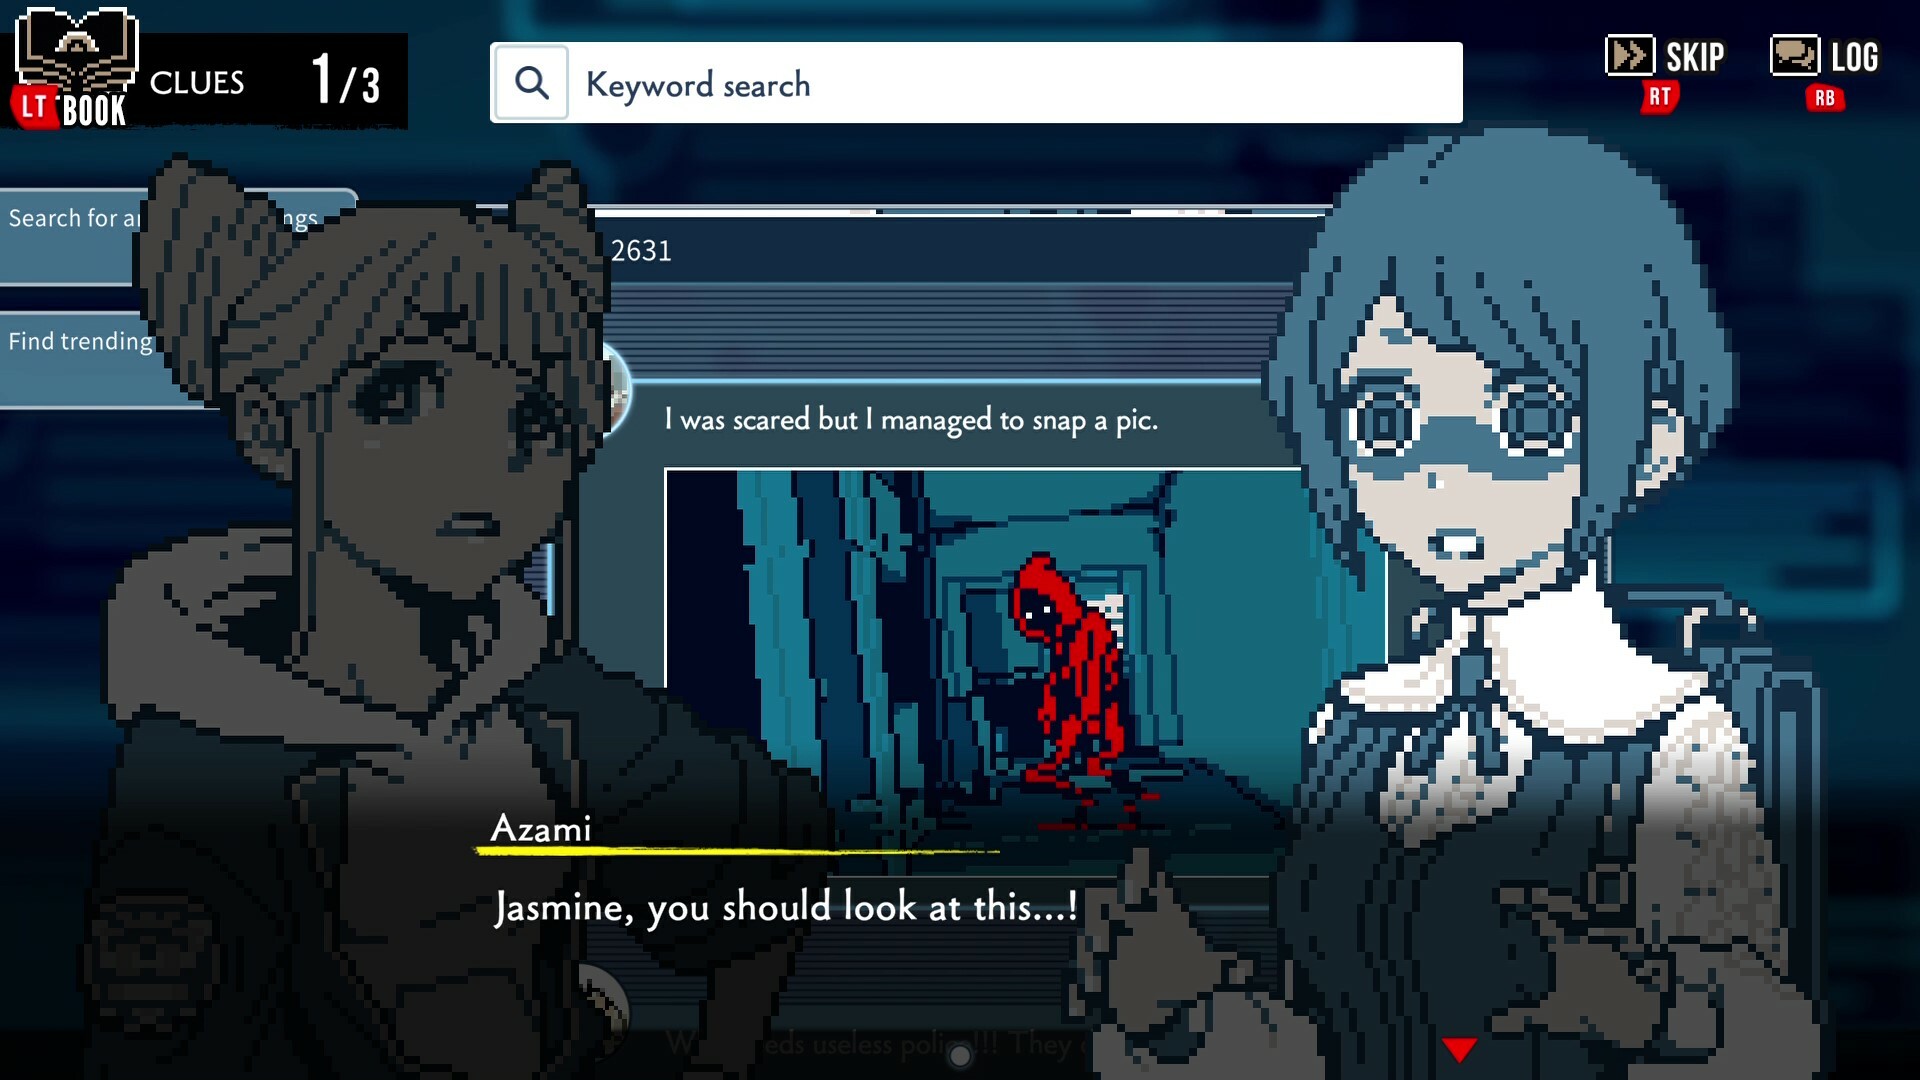 LT BOOK
CLUES 1/3
Keyword search
SKIP
RT
LOG
RB
Search for ngs
Find trending
2631
I was scared but I managed to snap a pic.
Azami
Jasmine, you should look at this...!
useless !!! They